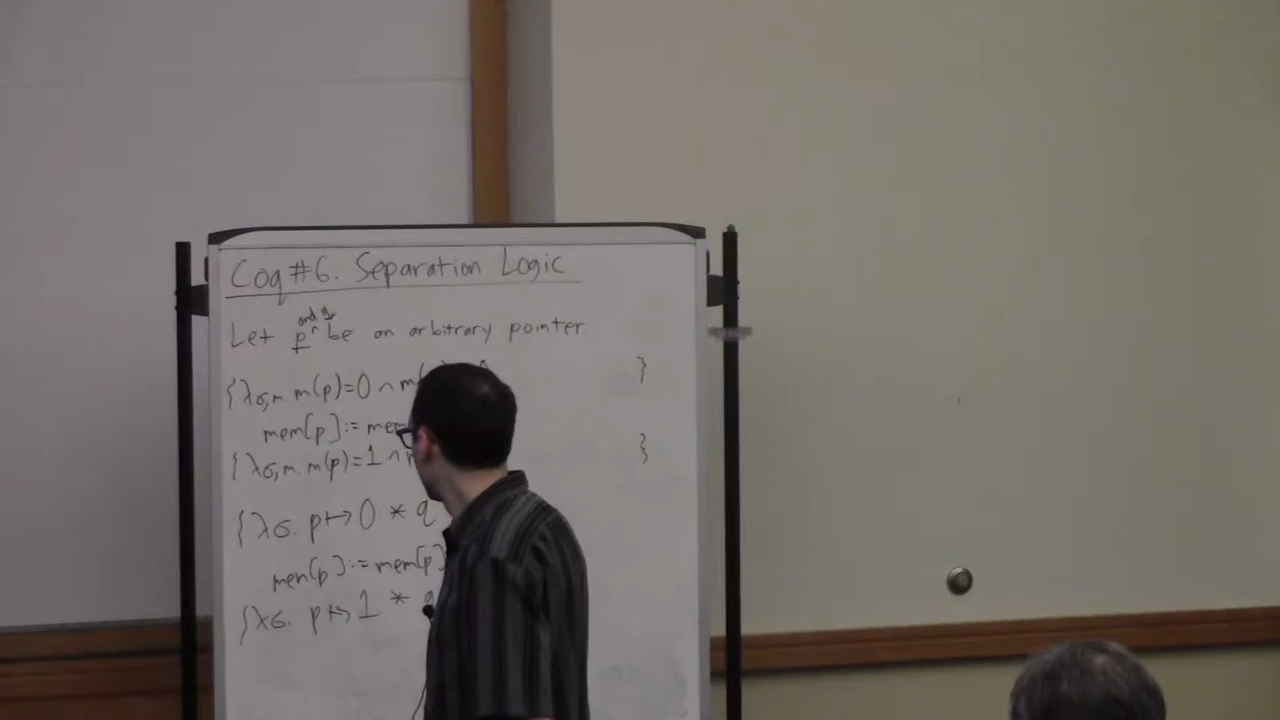 Coq #6. Separation Logic
and q
Let p ^ be an arbitrary pointer.
{λσ,m. m(p)=0 ∧ m( }
mem[p]:= mem
{λσ,m. m(p)=1 ∧ }
{λσ. p↦0 * q
mem[p]:=mem[p]
{λσ. p↦1 * q